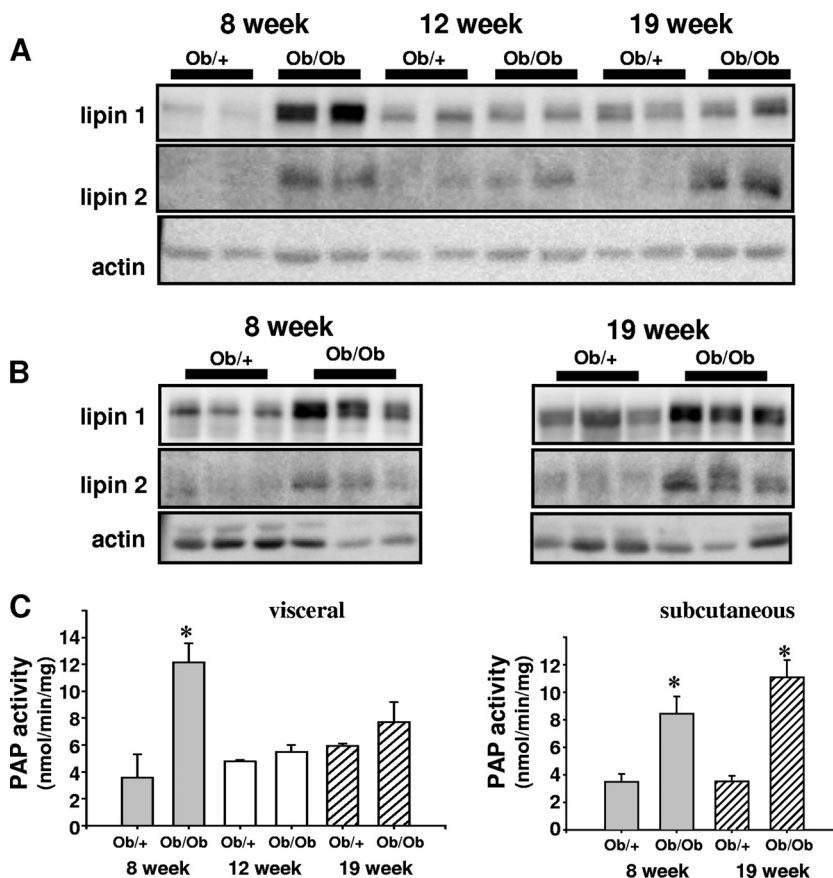 A
8 week 12 week 19 week
Ob/+ Ob/Ob Ob/+ Ob/Ob Ob/+ Ob/Ob
lipin 1
lipin 2
actin
B
8 week 19 week
Ob/+ Ob/Ob Ob/+ Ob/Ob
lipin 1
lipin 2
actin
C
visceral
PAP activity
(nmol/min/mg)
14
12
10
8
6
4
2
0
*
Ob/+ Ob/Ob Ob/+ Ob/Ob Ob/+ Ob/Ob
8 week 12 week 19 week
subcutaneous
PAP activity
(nmol/min/mg)
12
10
8
6
4
2
0
* *
Ob/+ Ob/Ob Ob/+ Ob/Ob
8 week 19 week